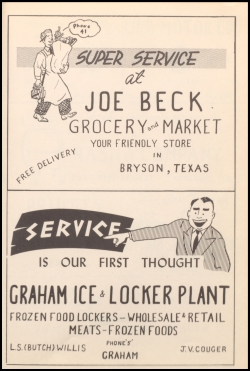 Phone
41
SUPER SERVICE
at
JOE BECK
GROCERY and MARKET
YOUR FRIENDLY STORE
IN
FREE DELIVERY
BRYSON, TEXAS
SERVICE
IS OUR FIRST THOUGHT
GRAHAM ICE & LOCKER PLANT
FROZEN FOOD LOCKERS - WHOLESALE & RETAIL
MEATS - FROZEN FOODS
PHONE'S
L.S. (BUTCH) WILLIS GRAHAM J.V. COUGER